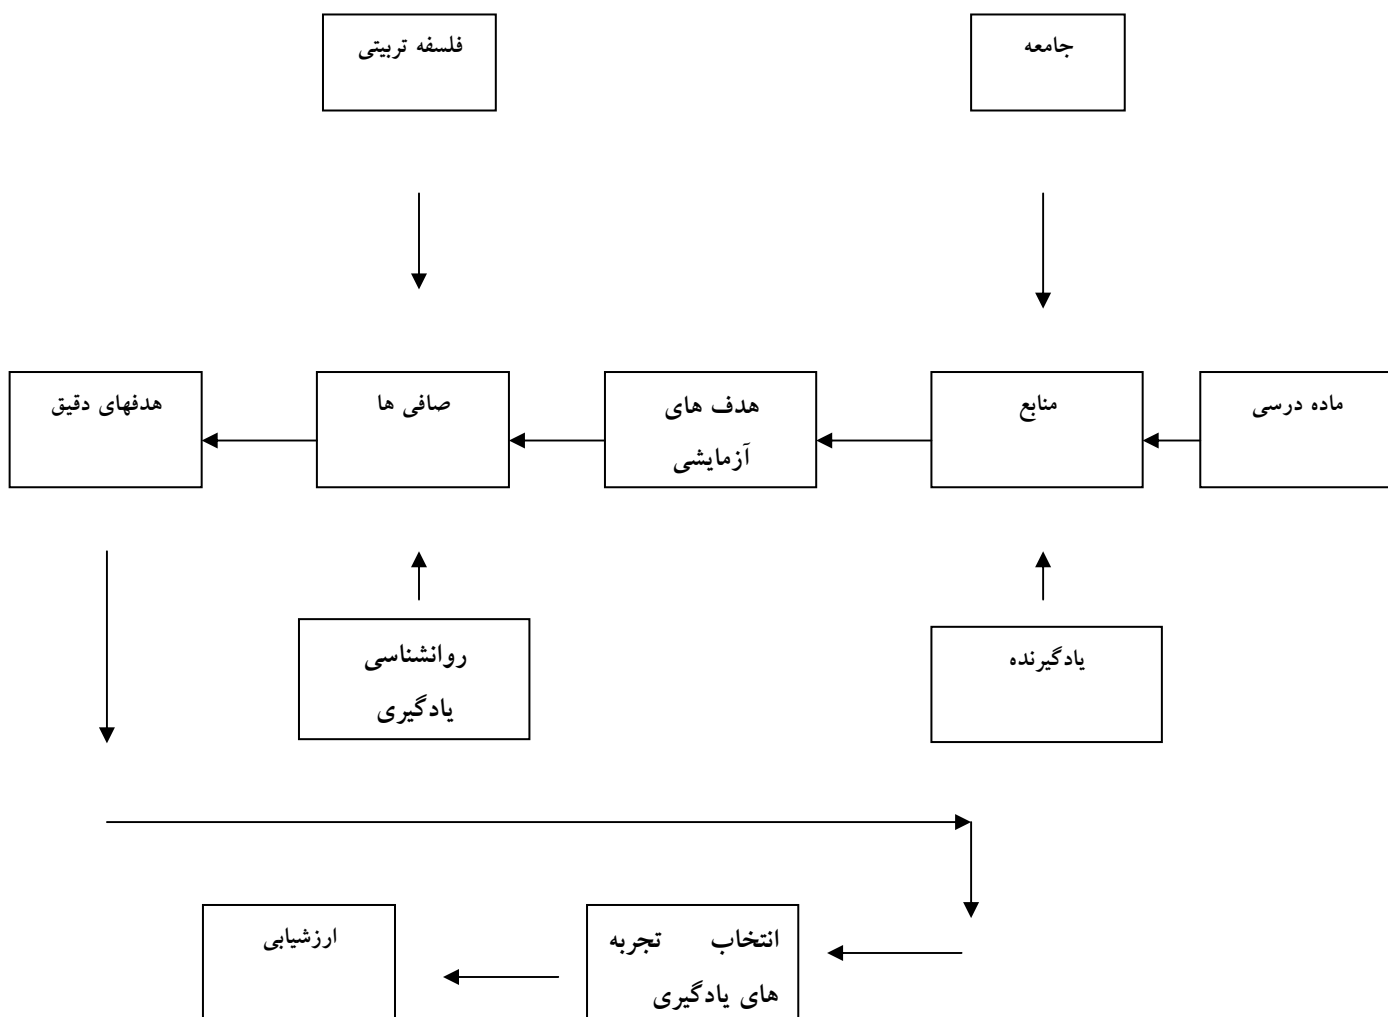 جامعه
فلسفه تربیتی
ماده درسی
منابع
هدف های
آزمایشی
صافی ها
هدفهای دقیق
یادگیرنده
روانشناسی
یادگیری
انتخاب تجربه
های یادگیری
ارزشیابی